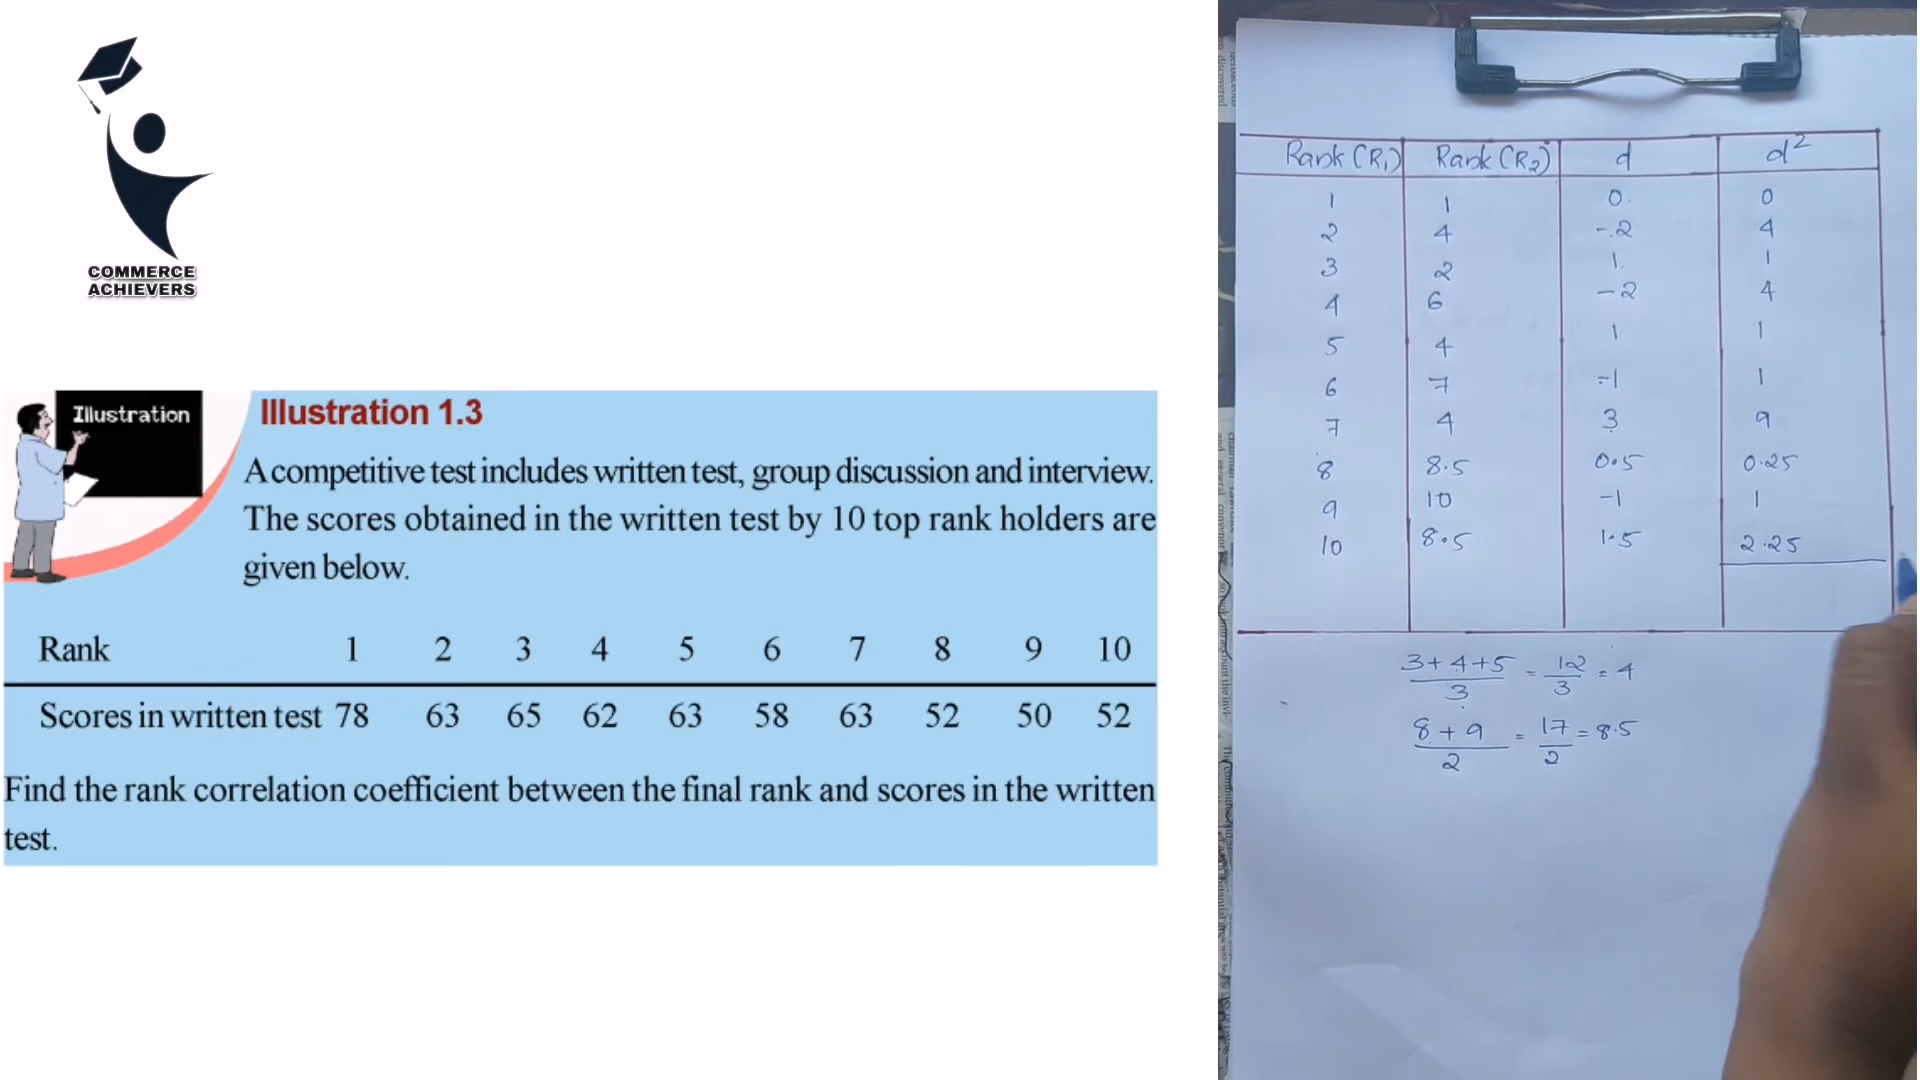 COMMERCE
ACHIEVERS
Illustration
Illustration 1.3
A competitive test includes written test, group discussion and interview.
The scores obtained in the written test by 10 top rank holders are
given below.
Rank 1 2 3 4 5 6 7 8 9 10
Scores in written test 78 63 65 62 63 58 63 52 50 52
Find the rank correlation coefficient between the final rank and scores in the written
test.
Rank (R₁) Rank (R₂) d d²
1 1 0 0
2 4 -2 4
3 2 1 1
4 6 -2 4
5 4 1 1
6 7 -1 1
7 4 3 9
8 8.5 0.5 0.25
9 10 -1 1
10 8.5 1.5 2.25
3+4+5/3 = 12/3 = 4
8+9/2 = 17/2 = 8.5